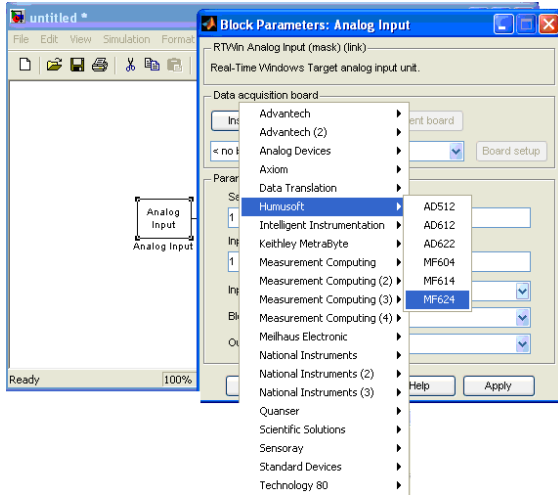 untitled *
File Edit View Simulation Format
Analog
Input
Analog Input
Ready
100%
Block Parameters: Analog Input
RTWin Analog Input (mask) (link)
Real-Time Windows Target analog input unit.
Data acquisition board
Board setup
Advantech
Advantech (2)
Analog Devices
Axiom
Data Translation
Humusoft
Intelligent Instrumentation
Keithley MetraByte
Measurement Computing
Measurement Computing (2)
Measurement Computing (3)
Measurement Computing (4)
Meilhaus Electronic
National Instruments
National Instruments (2)
National Instruments (3)
Quanser
Scientific Solutions
Sensoray
Standard Devices
Technology 80
AD512
AD612
AD622
MF604
MF614
MF624
1
1
Help
Apply